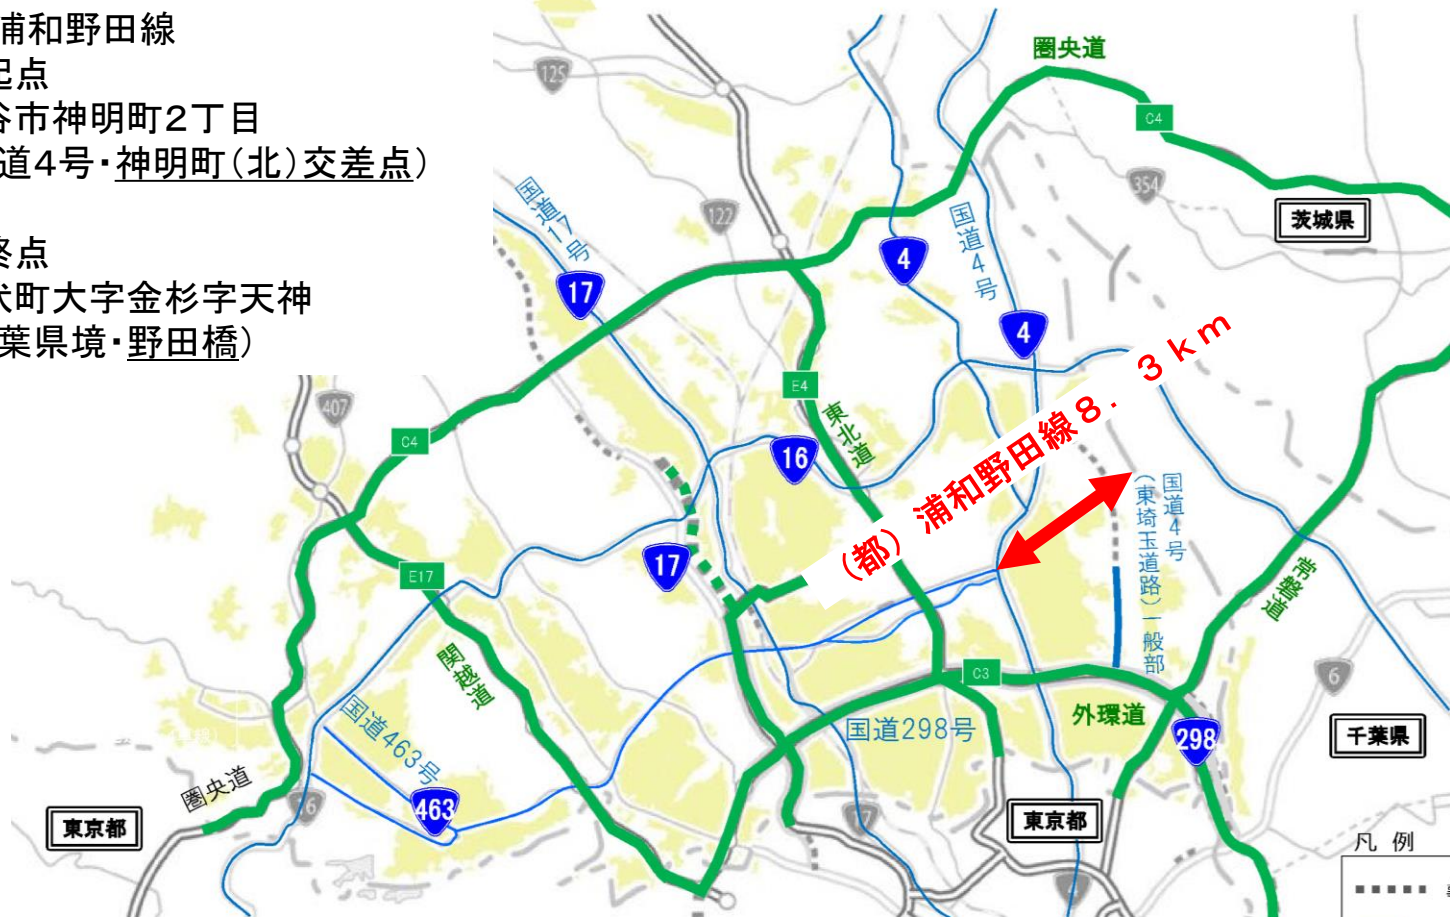 浦和野田線
起点
谷市神明町2丁目
道4号・神明町(北)交差点)
終点
伏町大字金杉字天神
葉県境・野田橋)
圏央道
125
C4
354
国道17号
122
国道4号
茨城県
4
17
4
E4
407
東北道
C4
16
(都) 浦和野田線8.3km
国道4号
(東埼玉道路)一般部
17
E17
常磐道
関越道
C3
6
国道463号
国道298号
外環道
298
千葉県
圏央道
16
463
17
東京都
東京都
4
凡 例